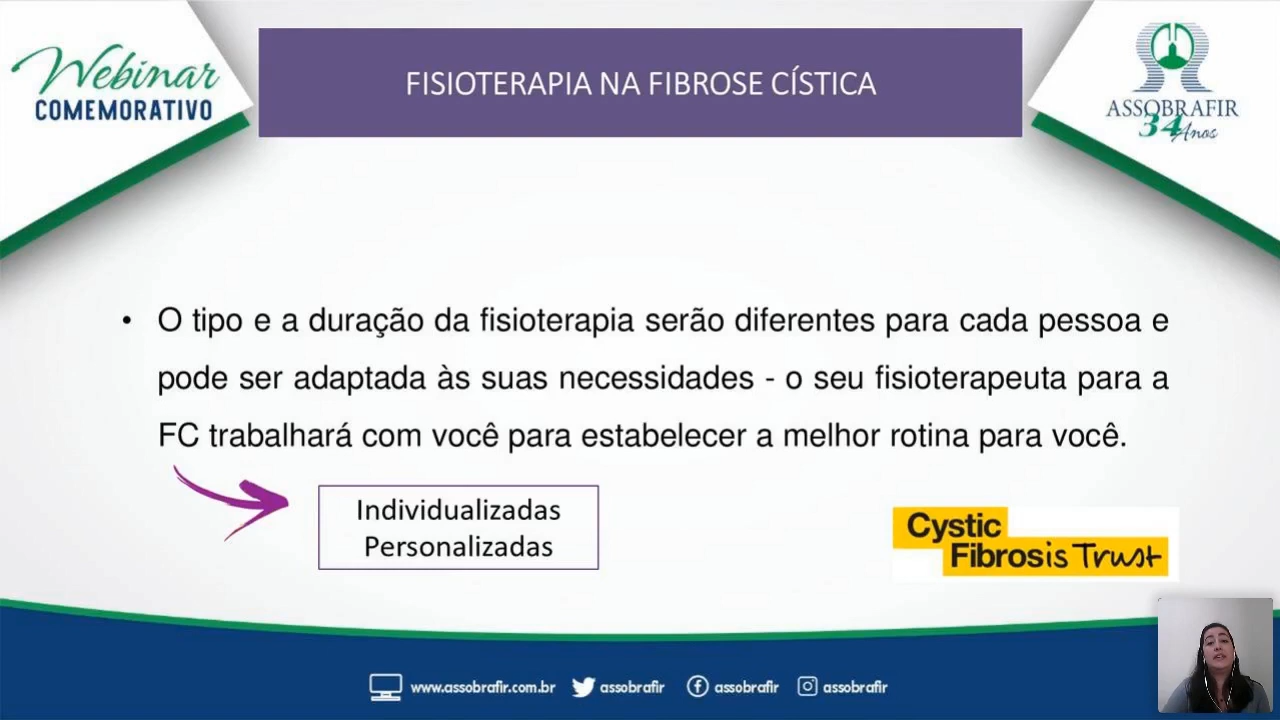 Webinar
COMEMORATIVO
FISIOTERAPIA NA FIBROSE CÍSTICA
ASSOBRAFIR
34 Anos
• O tipo e a duração da fisioterapia serão diferentes para cada pessoa e
pode ser adaptada às suas necessidades - o seu fisioterapeuta para a
FC trabalhará com você para estabelecer a melhor rotina para você.
Individualizadas
Personalizadas
Cystic
Fibrosis Trust
www.assobrafir.com.br assobrafir assobrafir assobrafir